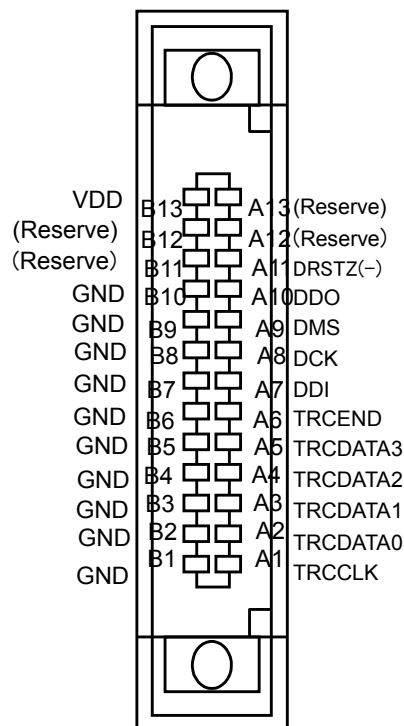 VDD B13 A13 (Reserve)
(Reserve) B12 A12 (Reserve)
(Reserve) B11 A11 DRSTZ(-)
GND B10 A10 DDO
GND B9 A9 DMS
GND B8 A8 DCK
GND B7 A7 DDI
GND B6 A6 TRCEND
GND B5 A5 TRCDATA3
GND B4 A4 TRCDATA2
GND B3 A3 TRCDATA1
GND B2 A2 TRCDATA0
GND B1 A1 TRCCLK